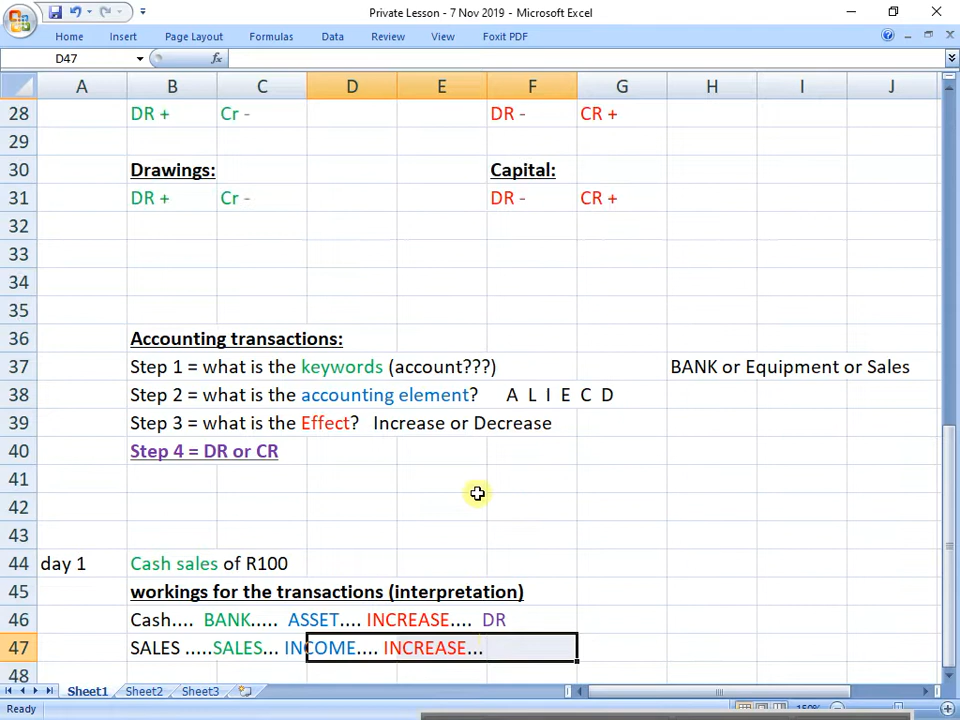 Private Lesson - 7 Nov 2019 - Microsoft Excel
Home Insert Page Layout Formulas Data Review View Foxit PDF
D47 fx
A B C D E F G H I J
28 DR + Cr - DR - CR +
29
30 Drawings: Capital:
31 DR + Cr - DR - CR +
32
33
34
35
36 Accounting transactions:
37 Step 1 = what is the keywords (account???) BANK or Equipment or Sales
38 Step 2 = what is the accounting element? A L I E C D
39 Step 3 = what is the Effect? Increase or Decrease
40 Step 4 = DR or CR
41
42
43
44 day 1 Cash sales of R100
45 workings for the transactions (interpretation)
46 Cash.... BANK..... ASSET.... INCREASE.... DR
47 SALES .....SALES... INCOME.... INCREASE...
48
Sheet1 Sheet2 Sheet3
Ready 150%